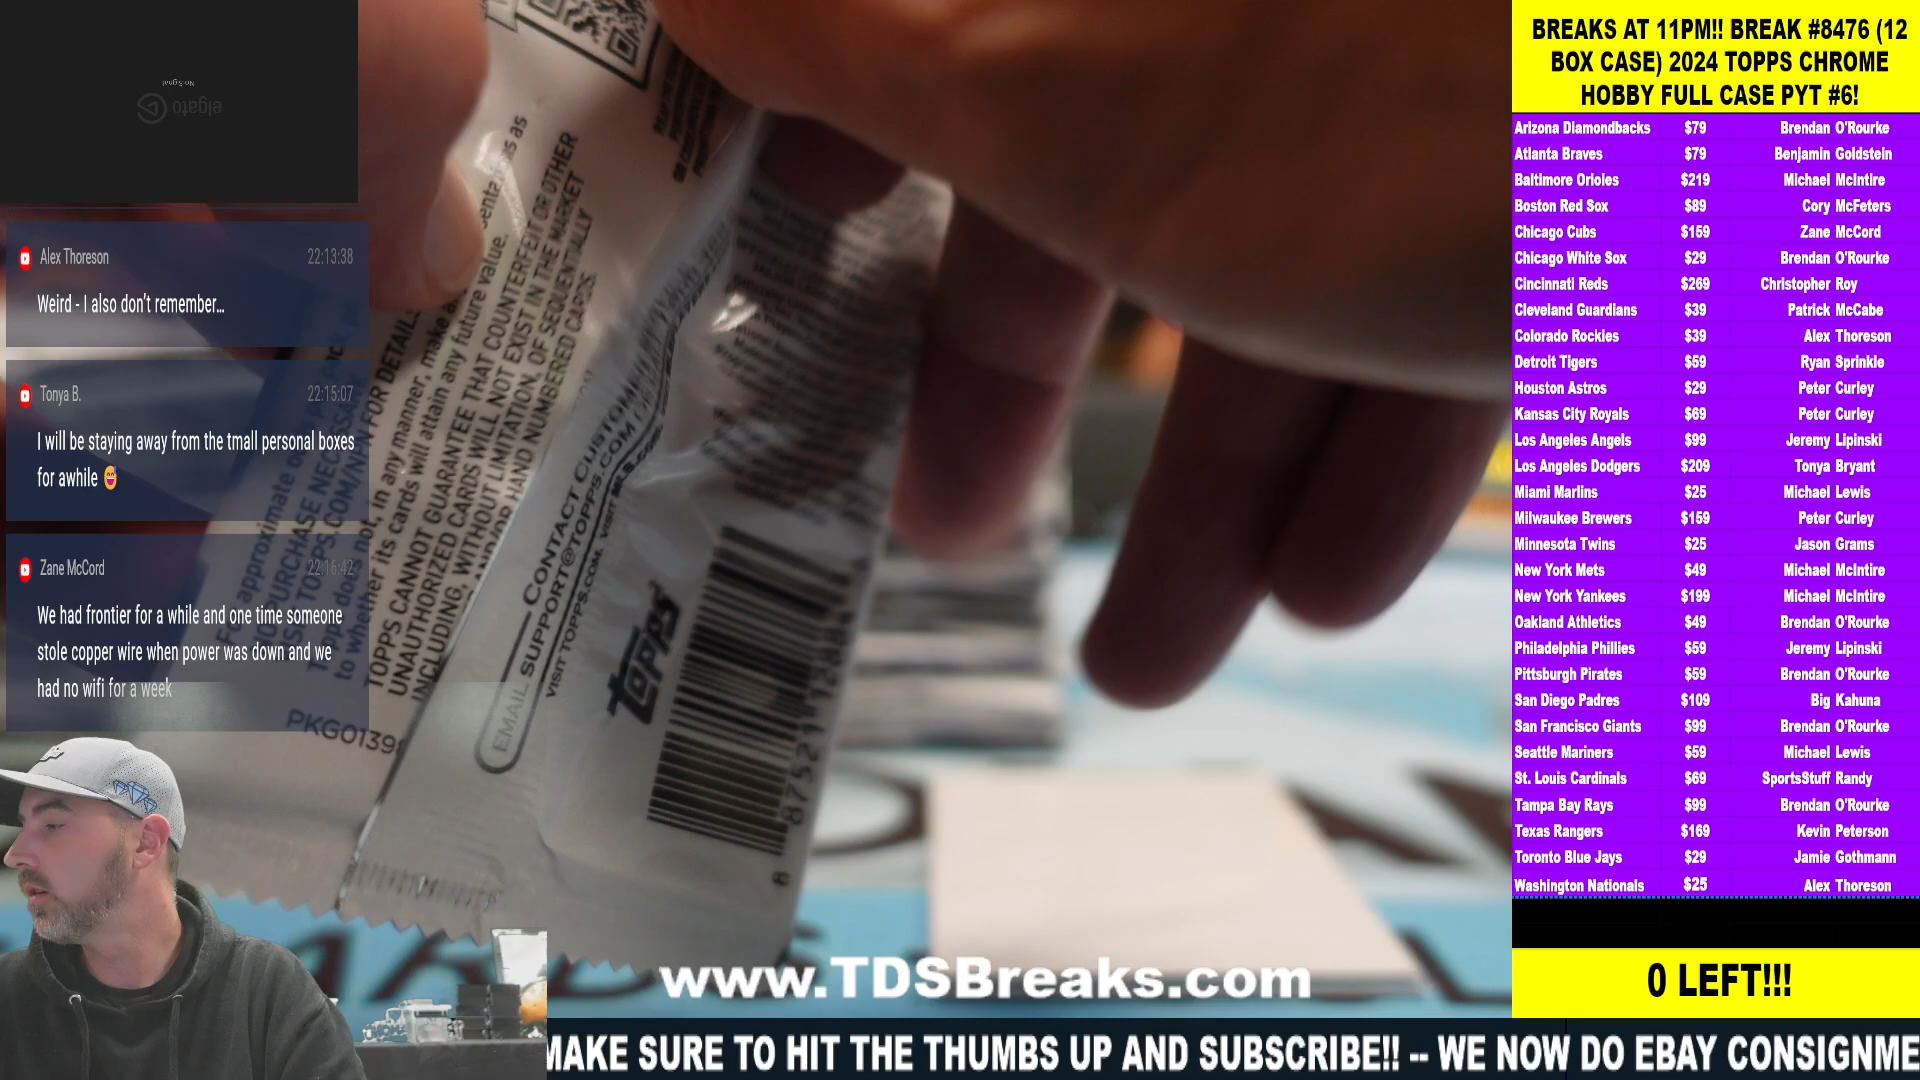 No Signal
elgato
Alex Thoreson 22:13:38
Weird - I also don't remember...
Tonya B. 22:15:07
I will be staying away from the tmall personal boxes
for awhile 😅
Zane McCord 22:16:42
We had frontier for a while and one time someone
stole copper wire when power was down and we
had no wifi for a week
TOPPS CANNOT GUARANTEE THAT COUNTERFEIT OR OTHER
UNAUTHORIZED CARDS WILL NOT EXIST IN THE MARKET
INCLUDING, WITHOUT LIMITATION, OF SEQUENTIALLY
HAND NUMBERED CARDS.
CONTACT
EMAIL SUPPORT@TOPPS.COM
VISIT TOPPS.COM.
topps
www.TDSBreaks.com
MAKE SURE TO HIT THE THUMBS UP AND SUBSCRIBE!! -- WE NOW DO EBAY CONSIGNME
BREAKS AT 11PM!! BREAK #8476 (12
BOX CASE) 2024 TOPPS CHROME
HOBBY FULL CASE PYT #6!
Arizona Diamondbacks $79 Brendan O'Rourke
Atlanta Braves $79 Benjamin Goldstein
Baltimore Orioles $219 Michael McIntire
Boston Red Sox $89 Cory McFeters
Chicago Cubs $159 Zane McCord
Chicago White Sox $29 Brendan O'Rourke
Cincinnati Reds $269 Christopher Roy
Cleveland Guardians $39 Patrick McCabe
Colorado Rockies $39 Alex Thoreson
Detroit Tigers $59 Ryan Sprinkle
Houston Astros $29 Peter Curley
Kansas City Royals $69 Peter Curley
Los Angeles Angels $99 Jeremy Lipinski
Los Angeles Dodgers $209 Tonya Bryant
Miami Marlins $25 Michael Lewis
Milwaukee Brewers $159 Peter Curley
Minnesota Twins $25 Jason Grams
New York Mets $49 Michael McIntire
New York Yankees $199 Michael McIntire
Oakland Athletics $49 Brendan O'Rourke
Philadelphia Phillies $59 Jeremy Lipinski
Pittsburgh Pirates $59 Brendan O'Rourke
San Diego Padres $109 Big Kahuna
San Francisco Giants $99 Brendan O'Rourke
Seattle Mariners $59 Michael Lewis
St. Louis Cardinals $69 SportsStuff Randy
Tampa Bay Rays $99 Brendan O'Rourke
Texas Rangers $169 Kevin Peterson
Toronto Blue Jays $29 Jamie Gothmann
Washington Nationals $25 Alex Thoreson
0 LEFT!!!